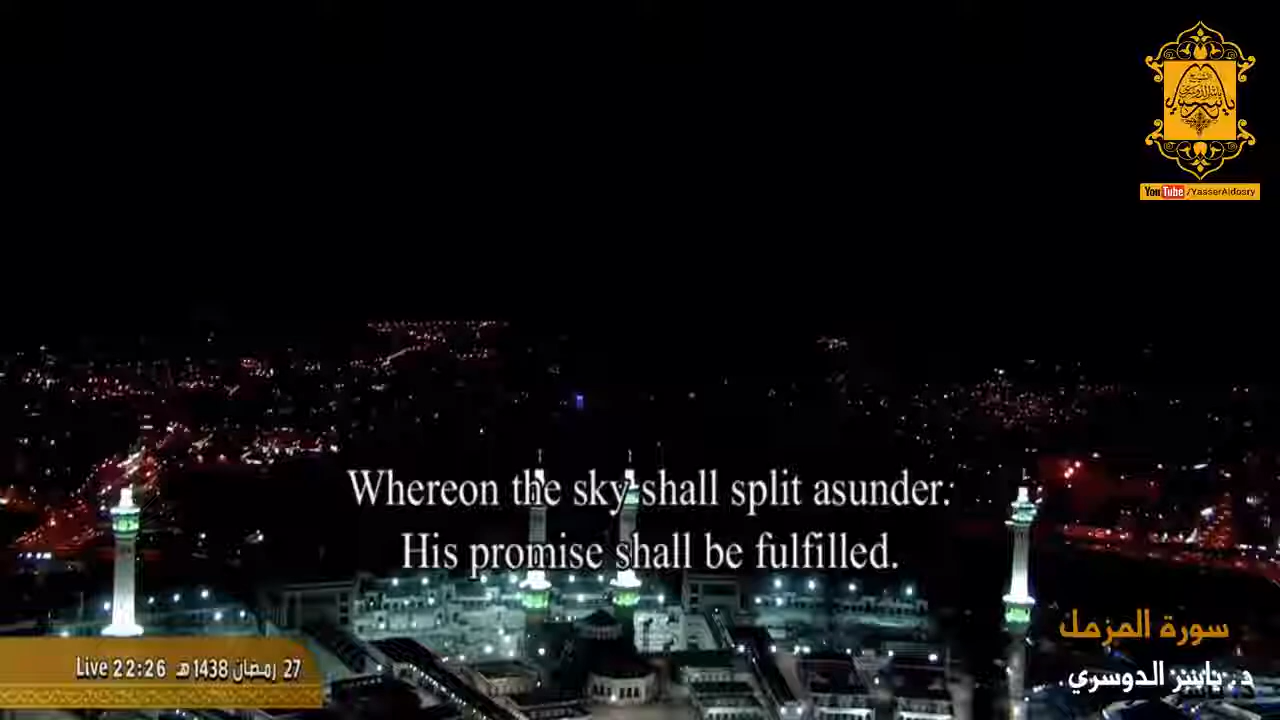 YouTube /YasserAldosry
Whereon the sky shall split asunder:
His promise shall be fulfilled.
سورة المزمل
د. ياسر الدوسري
Live 22:26 27 رمضان 1438 هـ